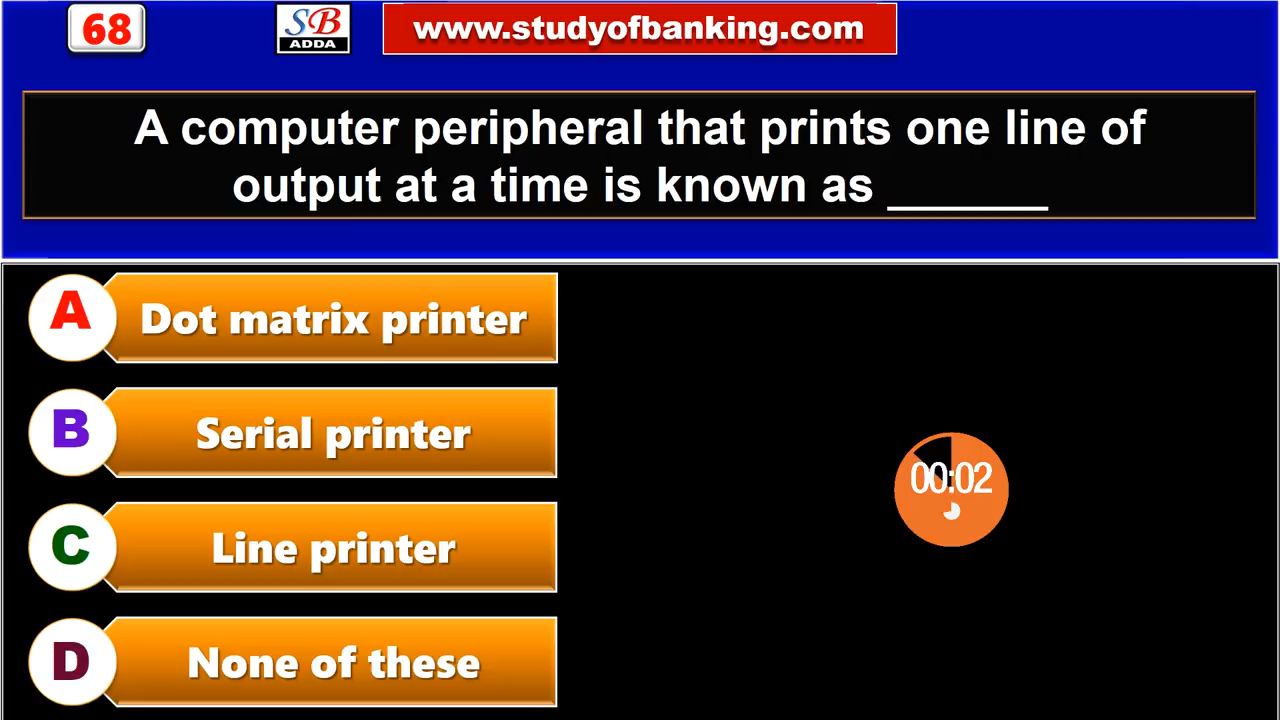 68
SB
ADDA
www.studyofbanking.com
A computer peripheral that prints one line of
output at a time is known as ______
A
Dot matrix printer
B
Serial printer
C
Line printer
D
None of these
00:02